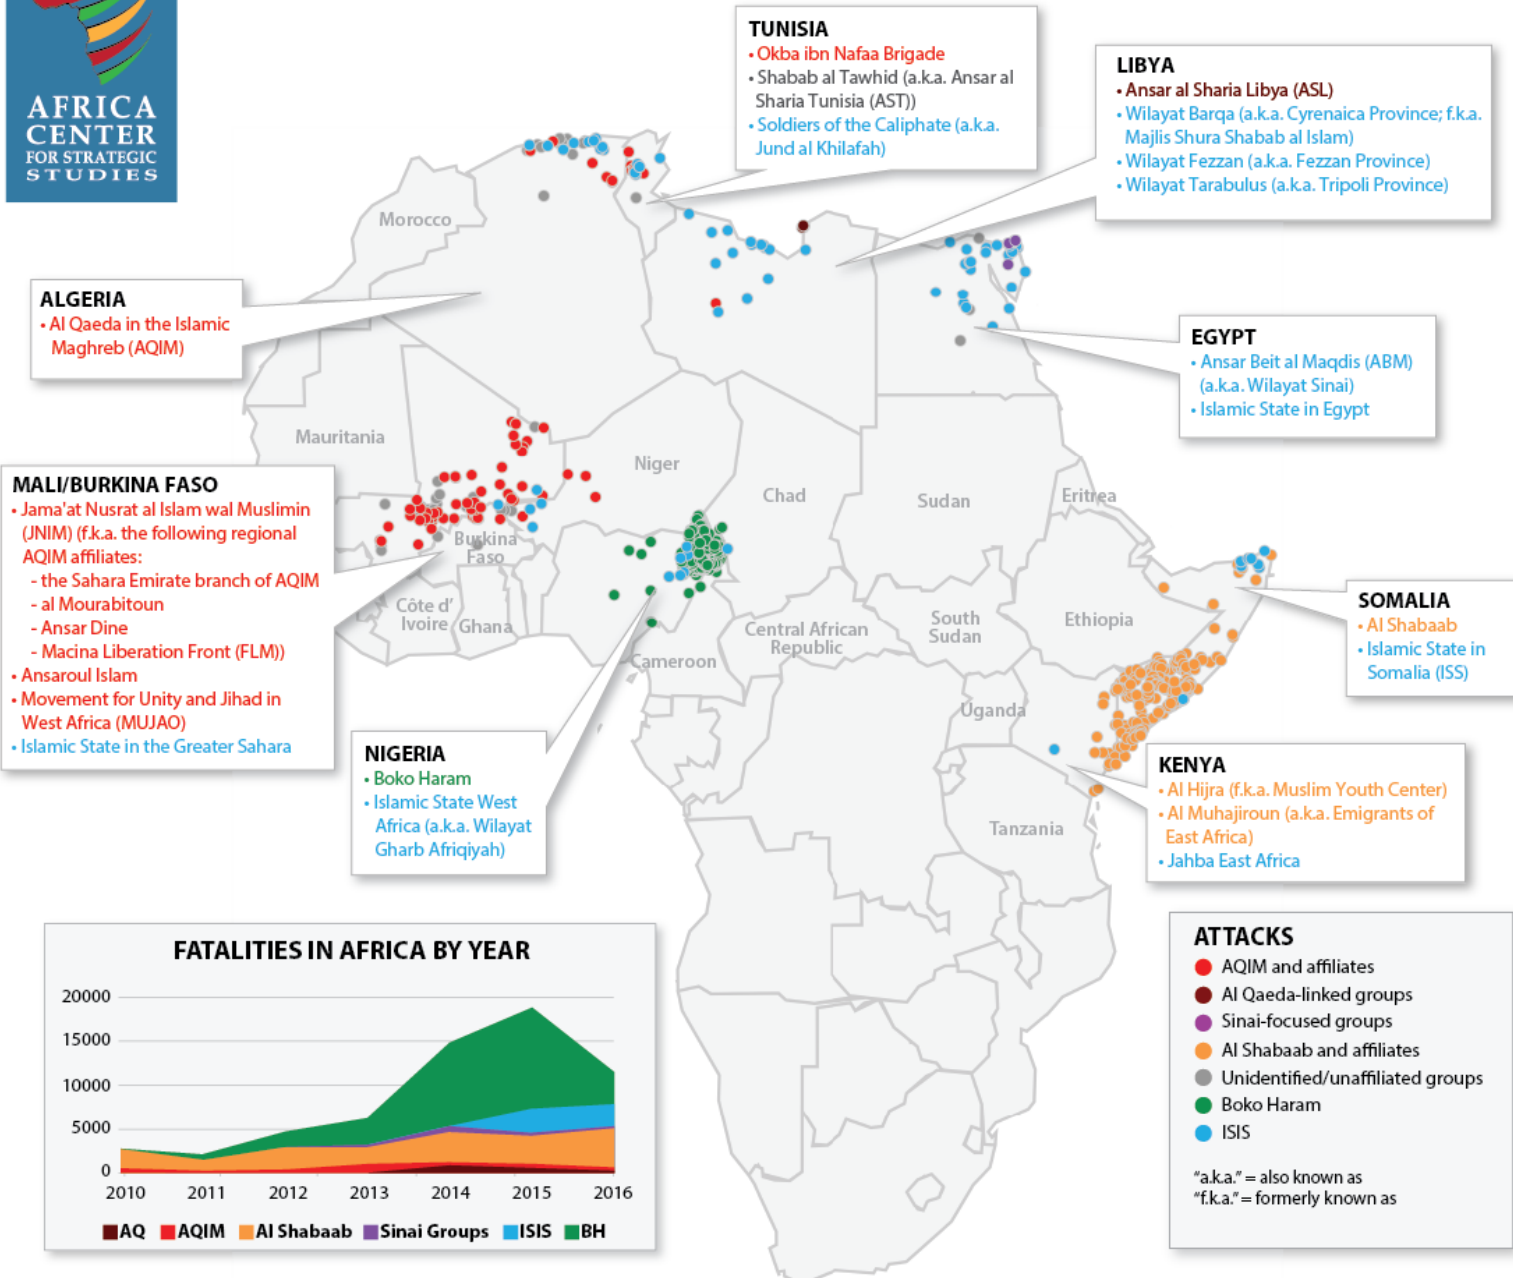 AFRICA
CENTER
FOR STRATEGIC
STUDIES
TUNISIA
• Okba ibn Nafaa Brigade
• Shabab al Tawhid (a.k.a. Ansar al
Sharia Tunisia (AST))
• Soldiers of the Caliphate (a.k.a.
Jund al Khilafah)
LIBYA
• Ansar al Sharia Libya (ASL)
• Wilayat Barqa (a.k.a. Cyrenaica Province; f.k.a.
Majlis Shura Shabab al Islam)
• Wilayat Fezzan (a.k.a. Fezzan Province)
• Wilayat Tarabulus (a.k.a. Tripoli Province)
Morocco
ALGERIA
• Al Qaeda in the Islamic
Maghreb (AQIM)
EGYPT
• Ansar Beit al Maqdis (ABM)
(a.k.a. Wilayat Sinai)
• Islamic State in Egypt
Mauritania
Niger
Chad
Sudan
Eritrea
MALI/BURKINA FASO
• Jama'at Nusrat al Islam wal Muslimin
(JNIM) (f.k.a. the following regional
AQIM affiliates:
- the Sahara Emirate branch of AQIM
- al Mourabitoun
- Ansar Dine
- Macina Liberation Front (FLM))
• Ansaroul Islam
• Movement for Unity and Jihad in
West Africa (MUJAO)
• Islamic State in the Greater Sahara
Burkina
Faso
Côte d'
Ivoire
Ghana
Cameroon
Central African
Republic
South
Sudan
Ethiopia
SOMALIA
• Al Shabaab
• Islamic State in
Somalia (ISS)
Uganda
NIGERIA
• Boko Haram
• Islamic State West
Africa (a.k.a. Wilayat
Gharb Afriqiyah)
KENYA
• Al Hijra (f.k.a. Muslim Youth Center)
• Al Muhajiroun (a.k.a. Emigrants of
East Africa)
• Jahba East Africa
Tanzania
FATALITIES IN AFRICA BY YEAR
20000
15000
10000
5000
0
2010 2011 2012 2013 2014 2015 2016
AQ AQIM Al Shabaab Sinai Groups ISIS BH
ATTACKS
AQIM and affiliates
Al Qaeda-linked groups
Sinai-focused groups
Al Shabaab and affiliates
Unidentified/unaffiliated groups
Boko Haram
ISIS
"a.k.a." = also known as
"f.k.a." = formerly known as